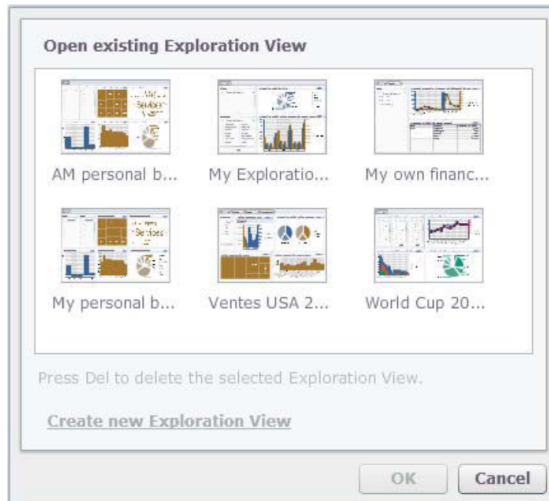 Open existing Exploration View
AM personal b...
My Exploratio...
My own financ...
My personal b...
Ventes USA 2...
World Cup 20...
Press Del to delete the selected Exploration View.
Create new Exploration View
OK
Cancel